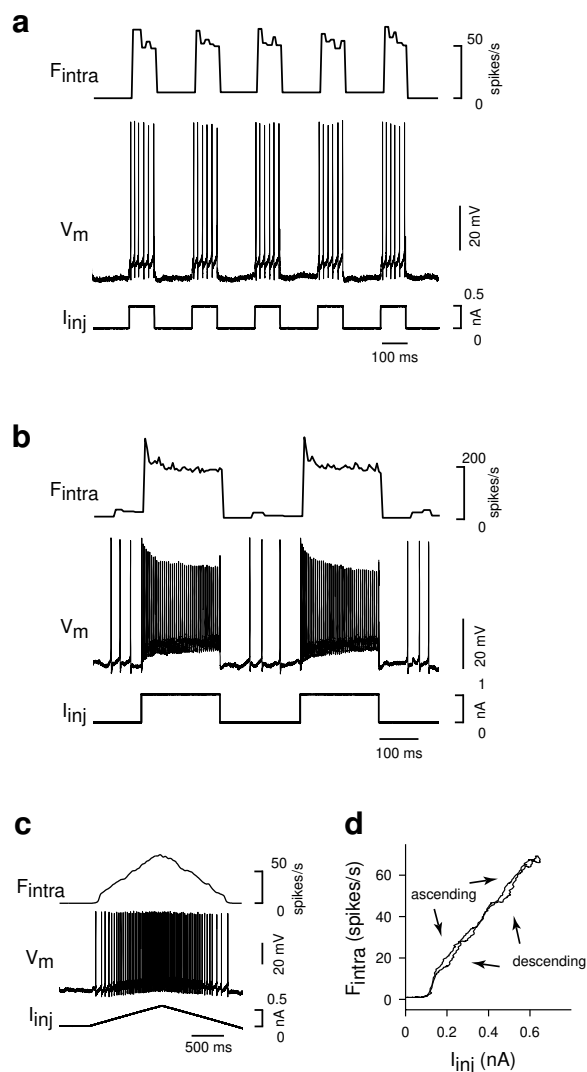 a
Fintra
50
0
spikes/s
Vm
20 mV
Iinj
0.5
nA
0
100 ms
b
Fintra
200
0
spikes/s
Vm
20 mV
Iinj
1
nA
0
100 ms
c
Fintra
50
0
spikes/s
Vm
20 mV
Iinj
0.5
nA
0
500 ms
d
Fintra (spikes/s)
60
40
20
0
ascending
descending
0 0.2 0.4 0.6
Iinj (nA)